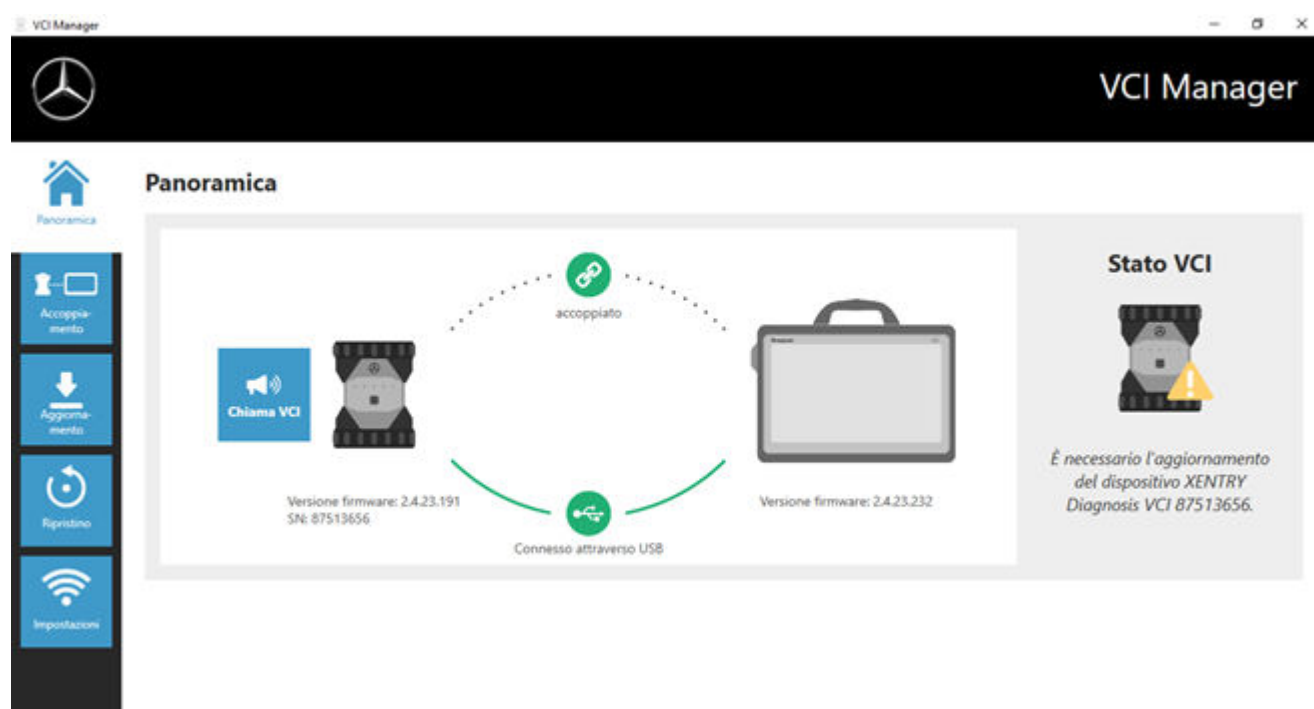 VCI Manager
VCI Manager
Panoramica
Panoramica
Accoppia-
mento
Aggiorna-
mento
Ripristino
Impostazioni
accoppiato
Chiama VCI
Versione firmware: 2.4.23.191
SN: 87513656
Connesso attraverso USB
Versione firmware: 2.4.23.232
Stato VCI
È necessario l'aggiornamento
del dispositivo XENTRY
Diagnosis VCI 87513656.